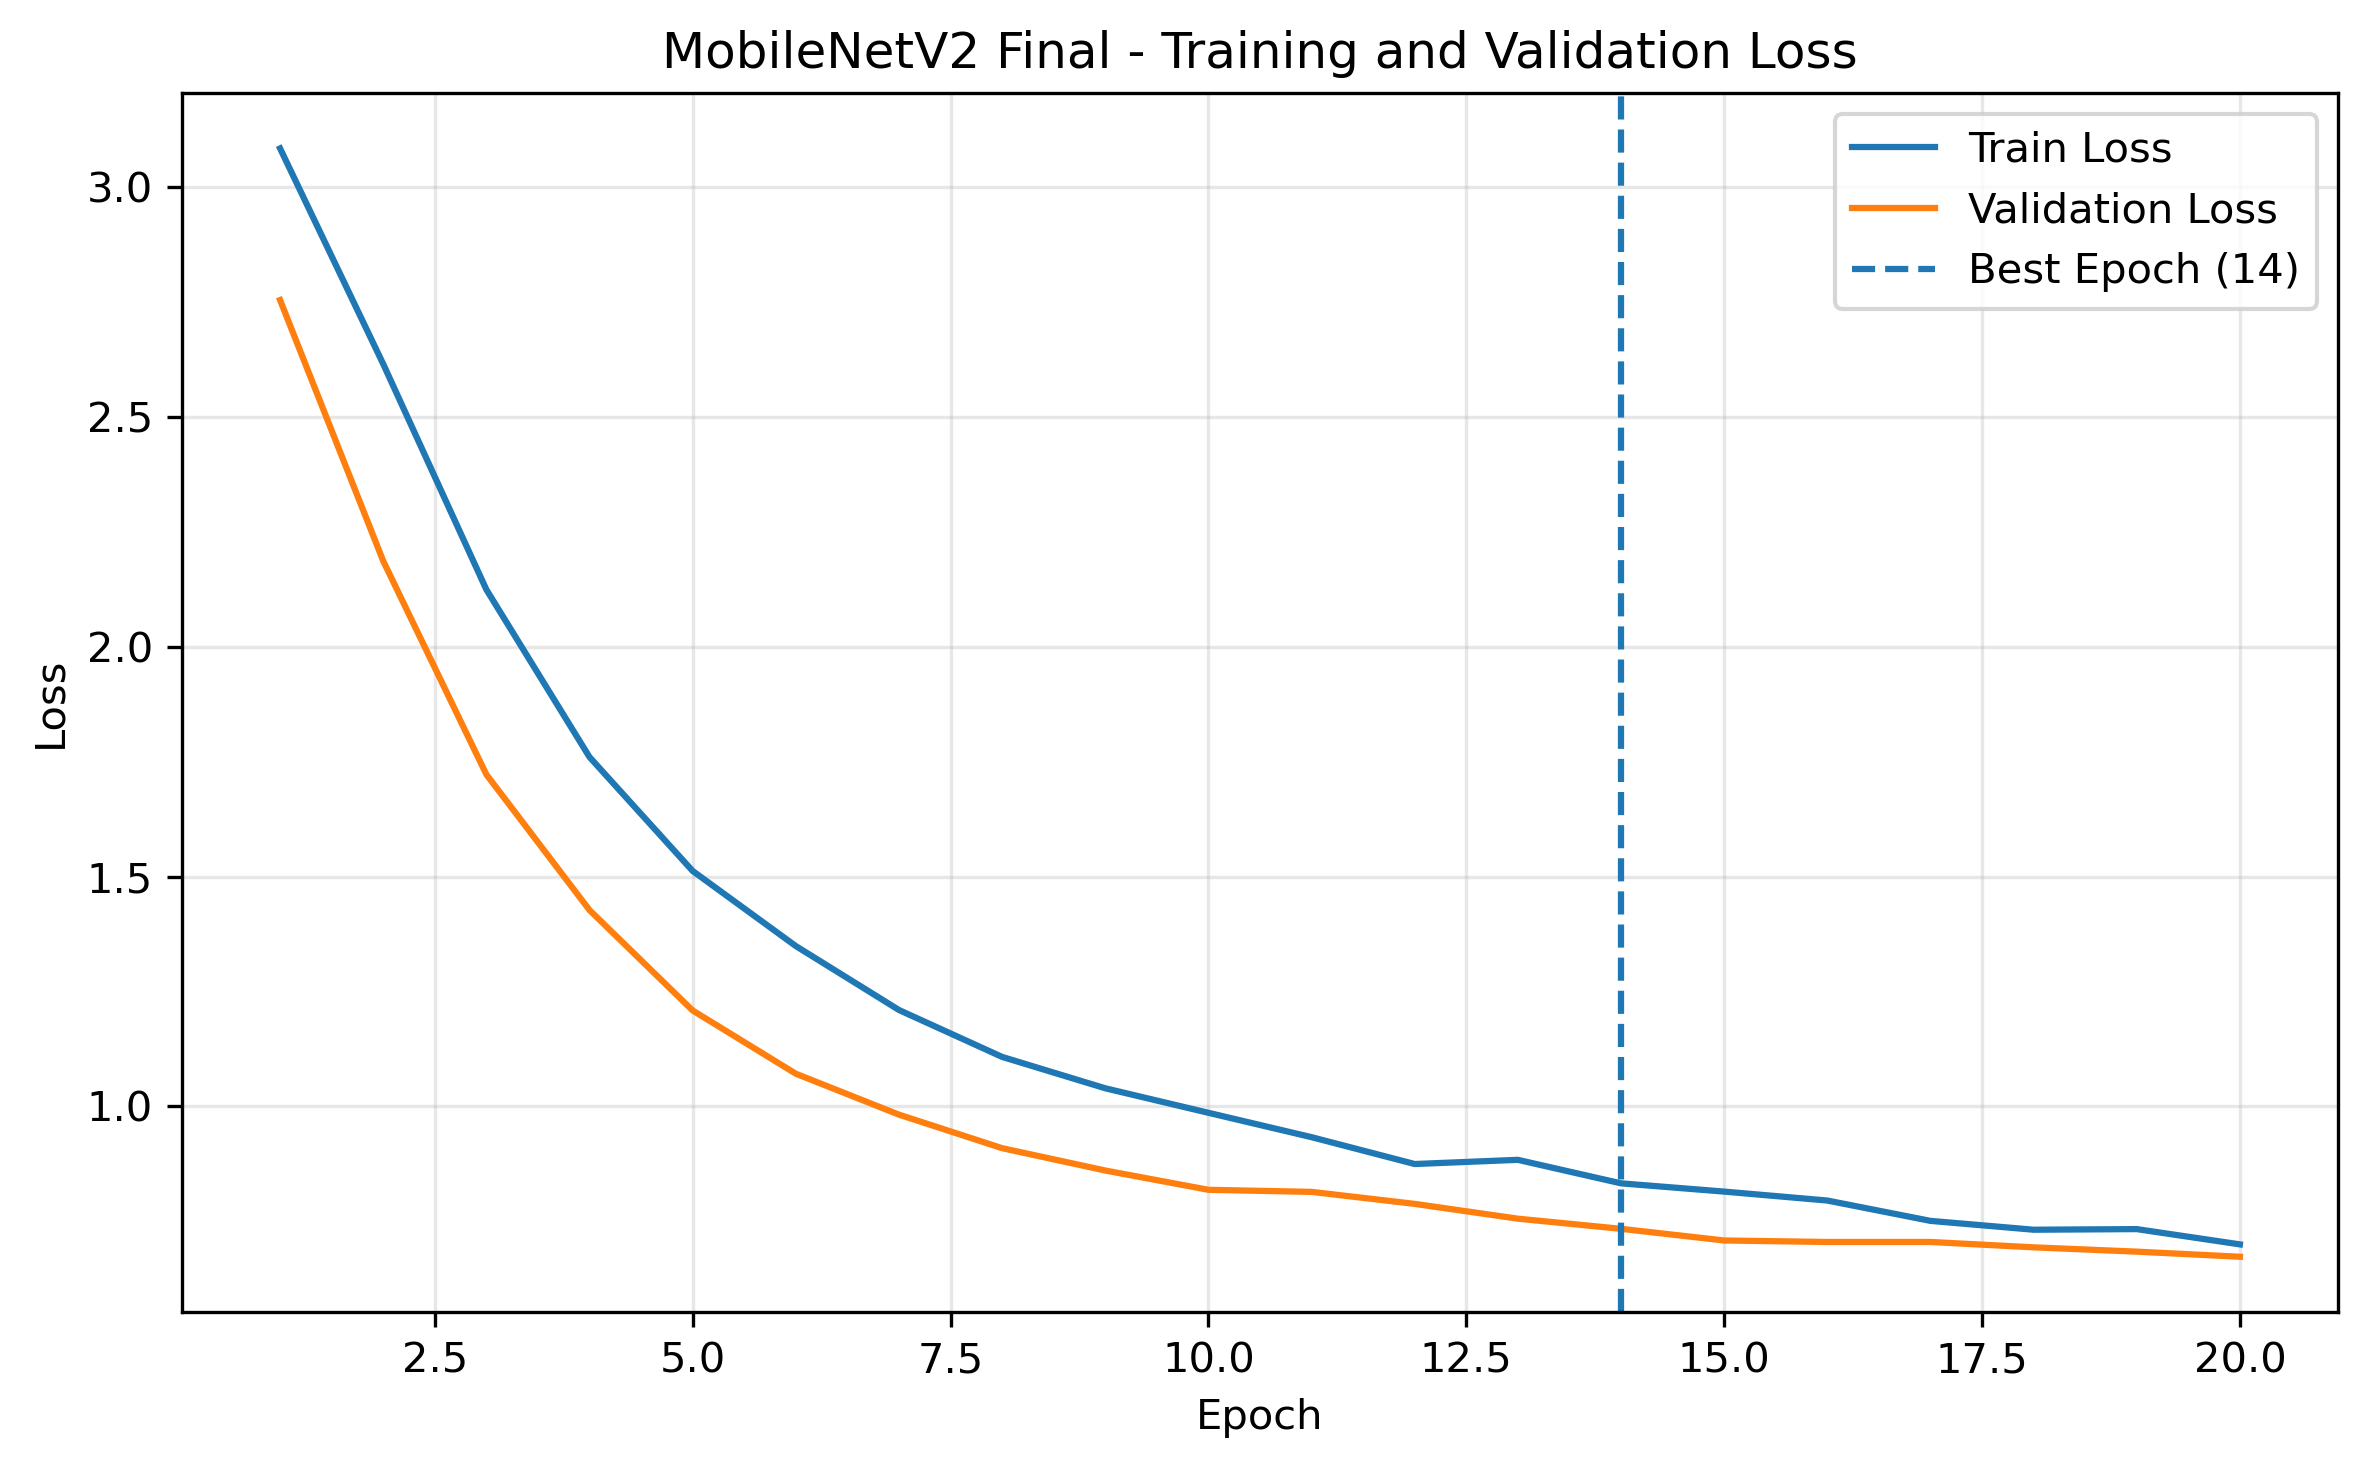 MobileNetV2 Final - Training and Validation Loss
Train Loss
Validation Loss
Best Epoch (14)
3.0
2.5
2.0
1.5
1.0
Loss
2.5 5.0 7.5 10.0 12.5 15.0 17.5 20.0
Epoch